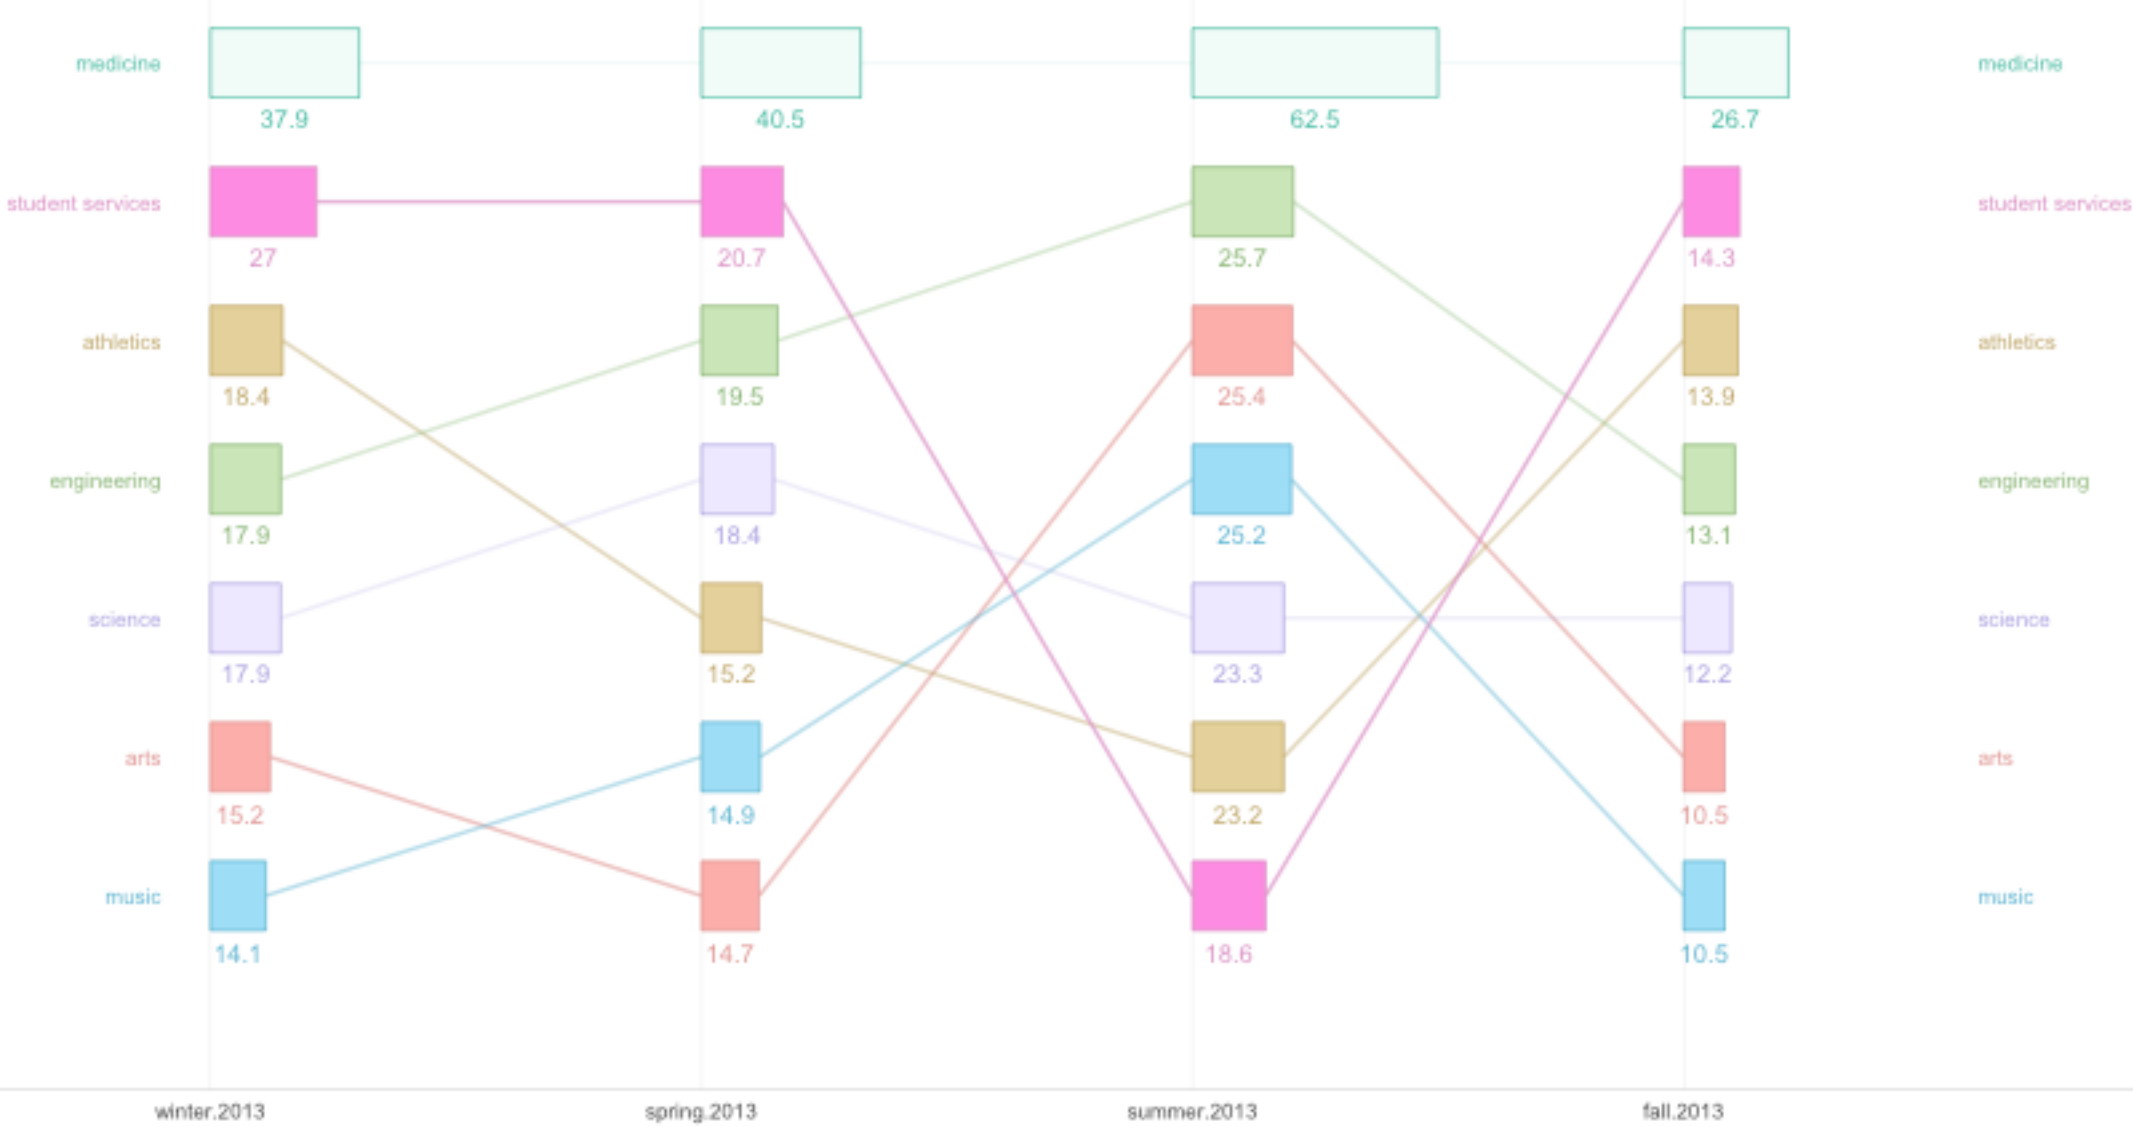 medicine medicine
37.9 40.5 62.5 26.7
student services student services
27 20.7 25.7 14.3
athletics athletics
18.4 19.5 25.4 13.9
engineering engineering
17.9 18.4 25.2 13.1
science science
17.9 15.2 23.3 12.2
arts arts
15.2 14.9 23.2 10.5
music music
14.1 14.7 18.6 10.5
winter.2013 spring.2013 summer.2013 fall.2013